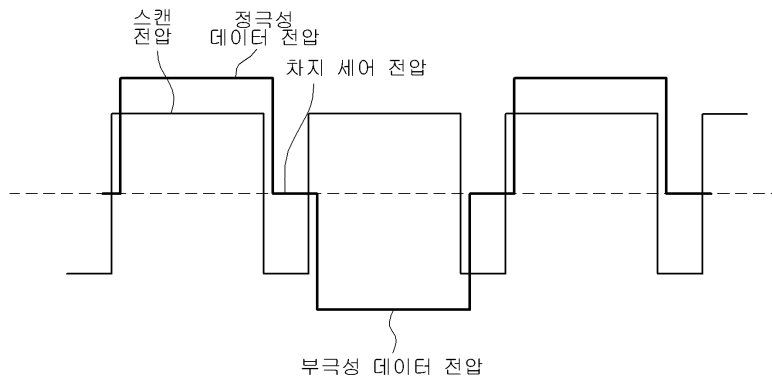 스캔
전압
정극성
데이터 전압
차지 세어 전압
부극성 데이터 전압